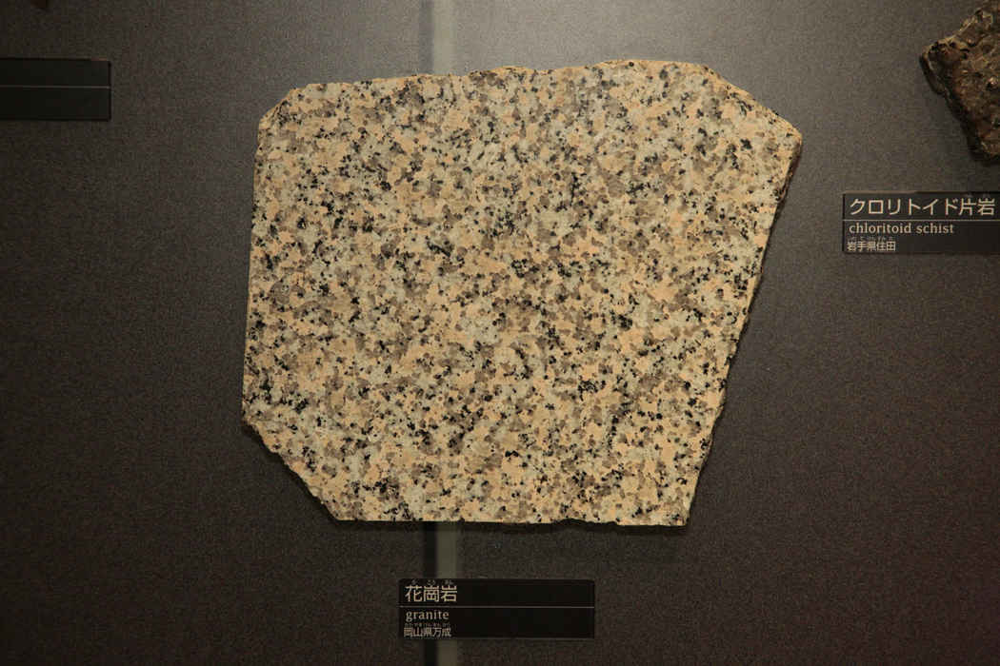 クロリトイド片岩
chloritoid schist
岩手県住田
花崗岩
granite
岡山県万成